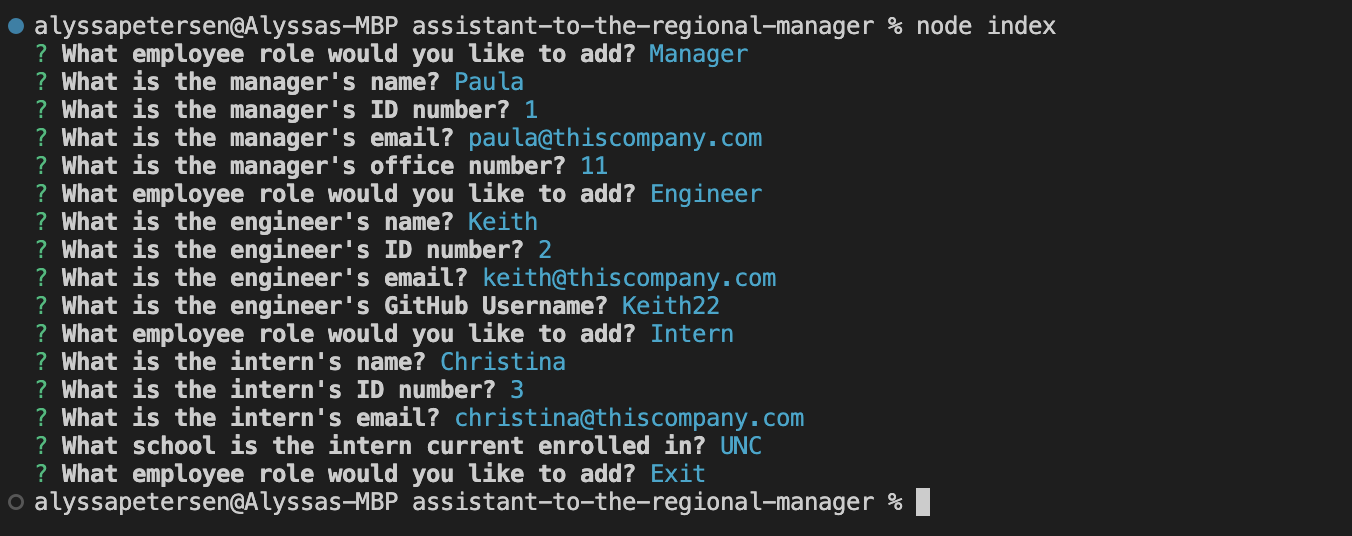 alyssapetersen@Alyssas-MBP assistant-to-the-regional-manager % node index
? What employee role would you like to add? Manager
? What is the manager's name? Paula
? What is the manager's ID number? 1
? What is the manager's email? paula@thiscompany.com
? What is the manager's office number? 11
? What employee role would you like to add? Engineer
? What is the engineer's name? Keith
? What is the engineer's ID number? 2
? What is the engineer's email? keith@thiscompany.com
? What is the engineer's GitHub Username? Keith22
? What employee role would you like to add? Intern
? What is the intern's name? Christina
? What is the intern's ID number? 3
? What is the intern's email? christina@thiscompany.com
? What school is the intern current enrolled in? UNC
? What employee role would you like to add? Exit
alyssapetersen@Alyssas-MBP assistant-to-the-regional-manager %